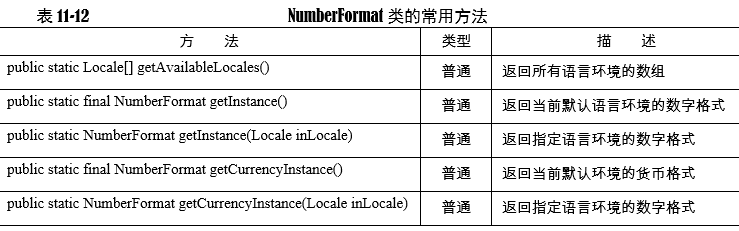 表 11-12 NumberFormat 类的常用方法
方 法 类型 描 述
public static Locale[] getAvailableLocales() 普通 返回所有语言环境的数组
public static final NumberFormat getInstance() 普通 返回当前默认语言环境的数字格式
public static NumberFormat getInstance(Locale inLocale) 普通 返回指定语言环境的数字格式
public static final NumberFormat getCurrencyInstance() 普通 返回当前默认环境的货币格式
public static NumberFormat getCurrencyInstance(Locale inLocale) 普通 返回指定语言环境的数字格式